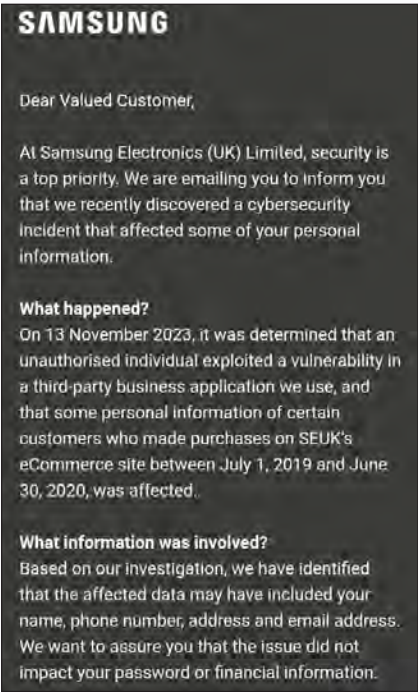 SAMSUNG
Dear Valued Customer,
At Samsung Electronics (UK) Limited, security is
a top priority. We are emailing you to inform you
that we recently discovered a cybersecurity
incident that affected some of your personal
information.
What happened?
On 13 November 2023, it was determined that an
unauthorised individual exploited a vulnerability in
a third-party business application we use, and
that some personal information of certain
customers who made purchases on SEUK's
eCommerce site between July 1, 2019 and June
30, 2020, was affected.
What information was involved?
Based on our investigation, we have identified
that the affected data may have included your
name, phone number, address and email address.
We want to assure you that the issue did not
impact your password or financial information.